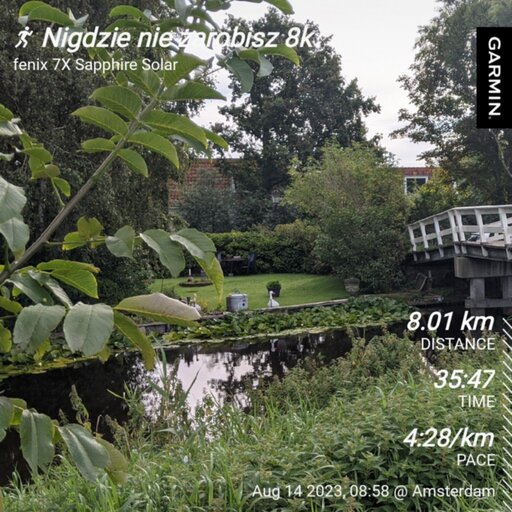 Nigdzie nie zarobisz 8k
fenix 7X Sapphire Solar
GARMIN
8.01 km
DISTANCE
35:47
TIME
4:28/km
PACE
Aug 14 2023, 08:58 @ Amsterdam